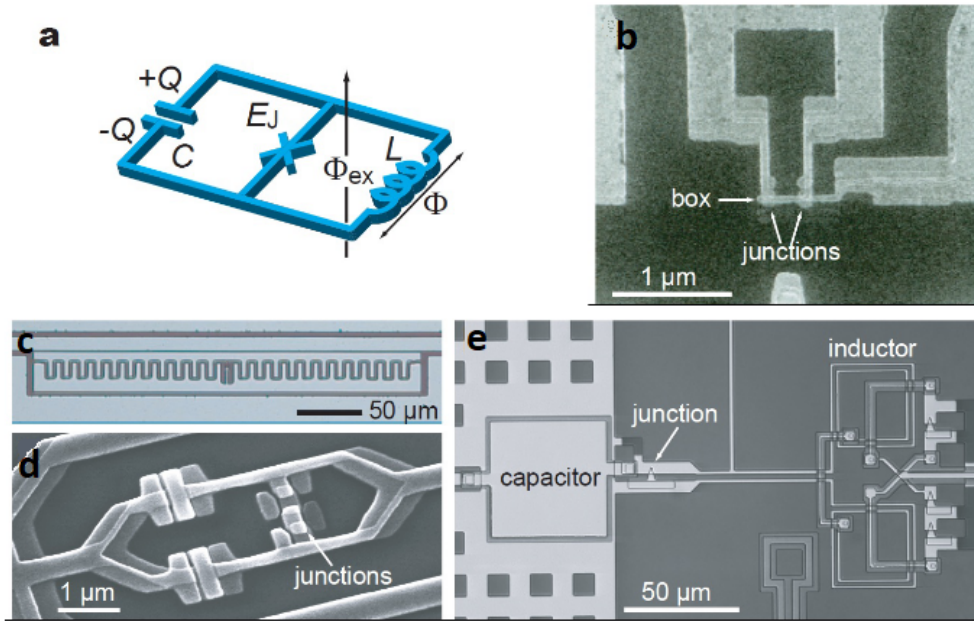 a
+Q
-Q
C
EJ
Φex
L
Φ
b
box
junctions
1 μm
c
50 μm
d
junctions
1 μm
e
inductor
junction
capacitor
50 μm